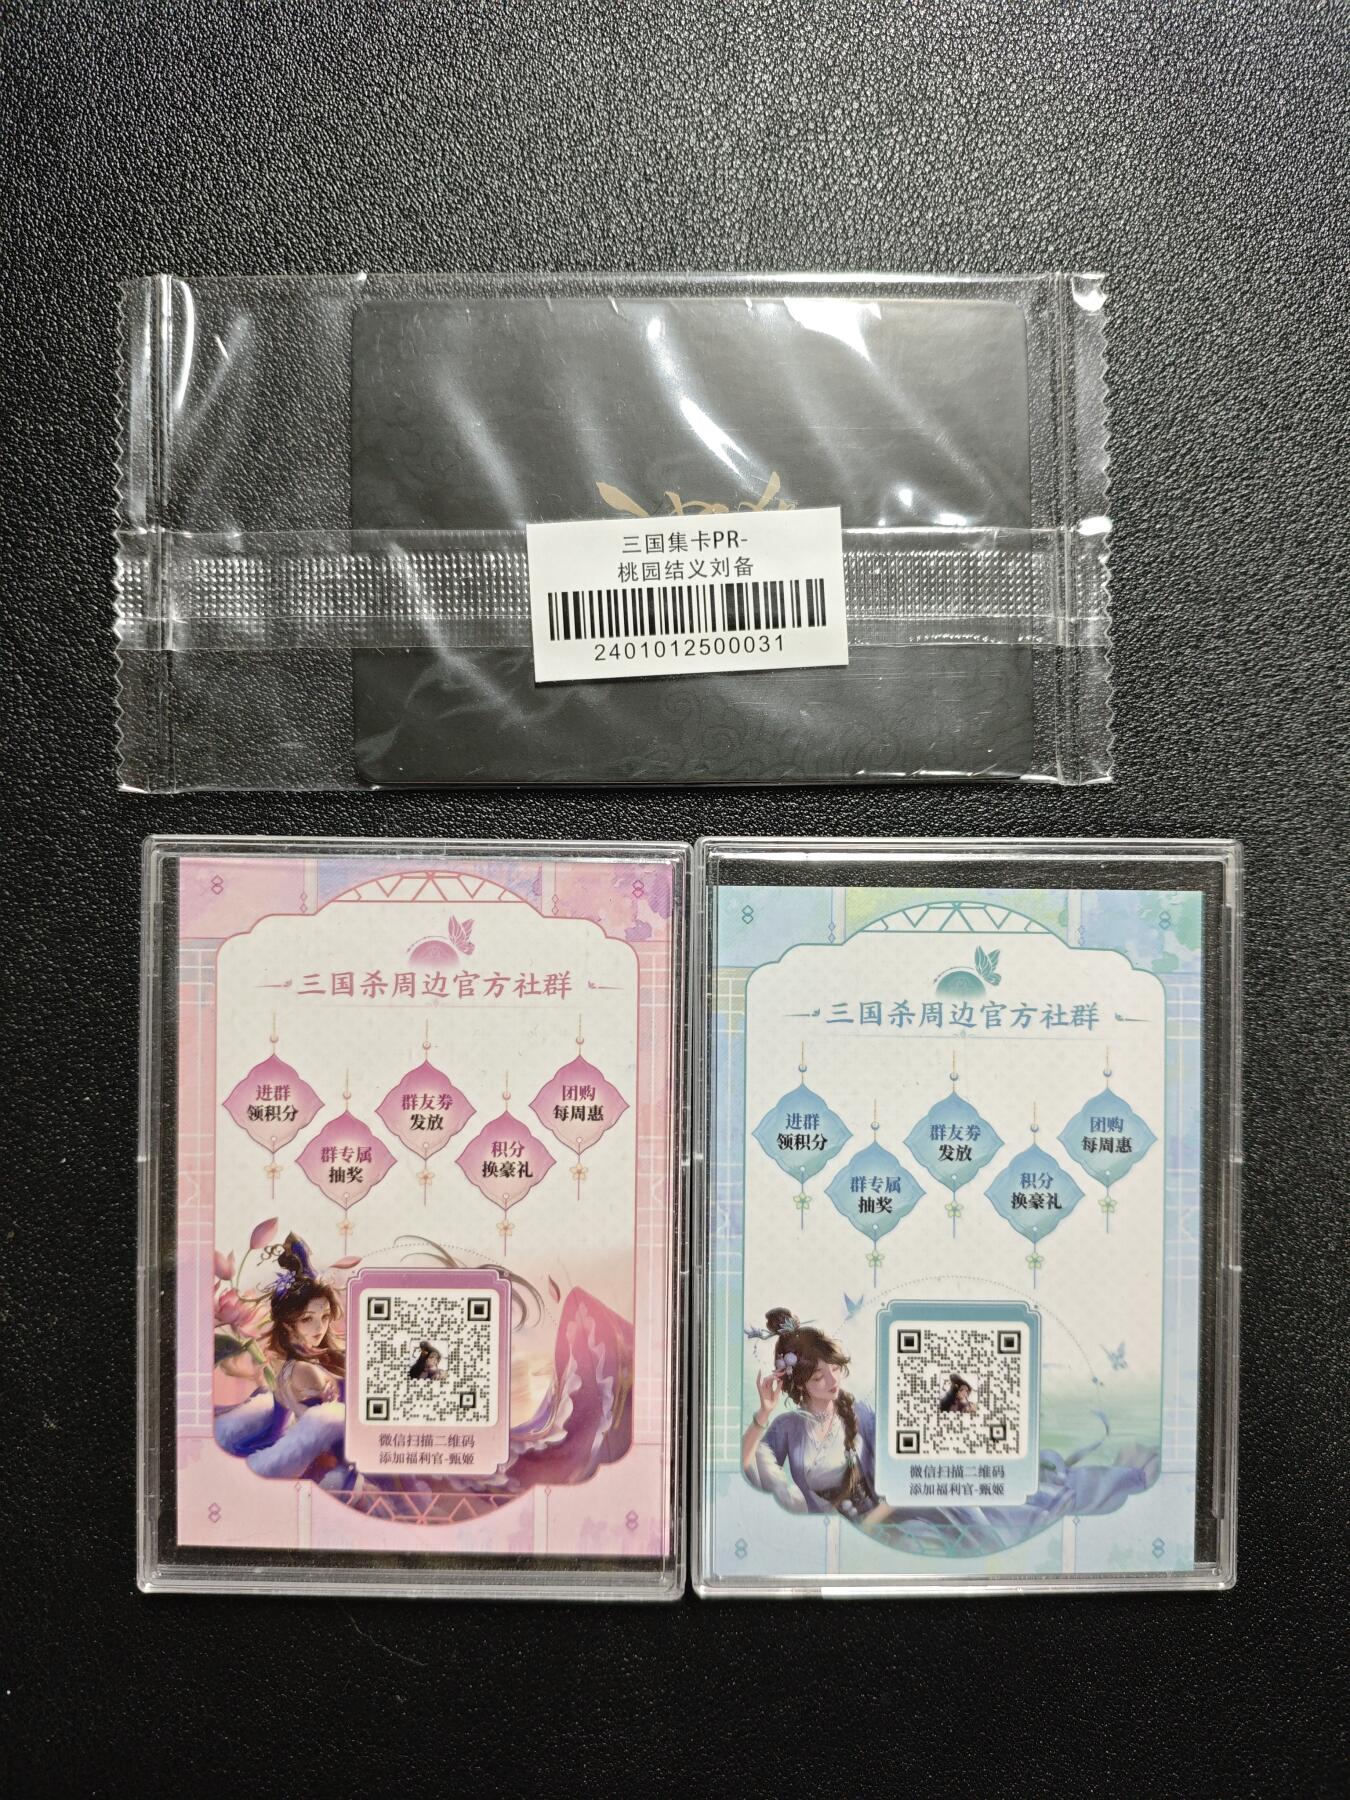 三国集卡PR-
桃园结义刘备
2401012500031
三国杀周边官方社群
进群
领积分
群专属
抽奖
群友券
发放
积分
换豪礼
团购
每周惠
微信扫描二维码
添加福利官-甄姬
三国杀周边官方社群
进群
领积分
群专属
抽奖
群友券
发放
积分
换豪礼
团购
每周惠
微信扫描二维码
添加福利官-甄姬